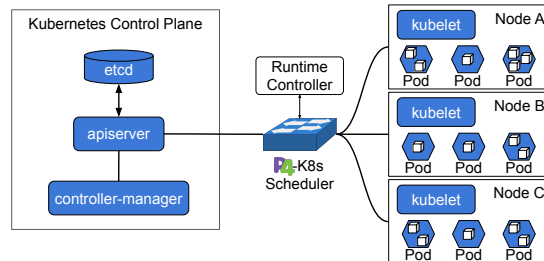 Kubernetes Control Plane
etcd
apiserver
controller-manager
Runtime
Controller
P4-K8s
Scheduler
Node A
kubelet
Pod Pod Pod
Node B
kubelet
Pod Pod Pod
Node C
kubelet
Pod Pod Pod